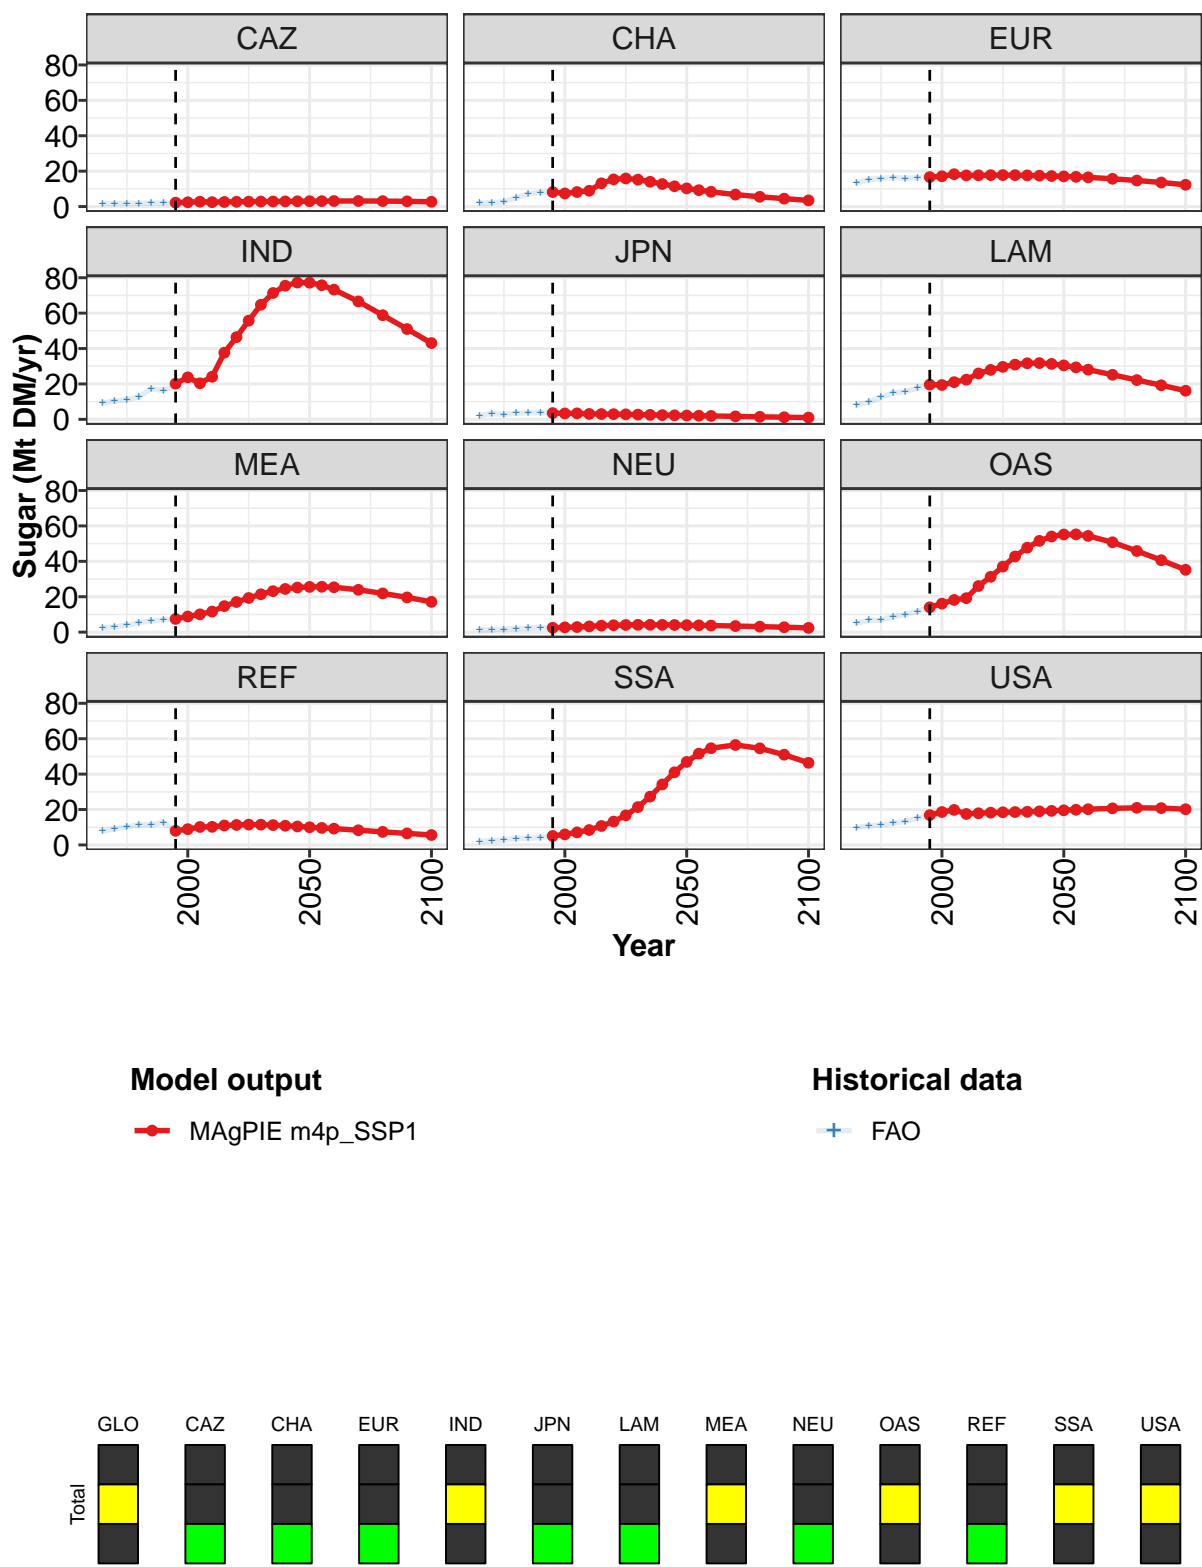 CAZ CHA EUR
80
60
40
20
0
IND JPN LAM
80
60
40
20
0
MEA NEU OAS
80
60
40
20
0
REF SSA USA
80
60
40
20
0
Sugar (Mt DM/yr)
2000 2050 2100 2000 2050 2100 2000 2050 2100
Year
Model output
MAgPIE m4p_SSP1
Historical data
FAO
GLO CAZ CHA EUR IND JPN LAM MEA NEU OAS REF SSA USA
Total